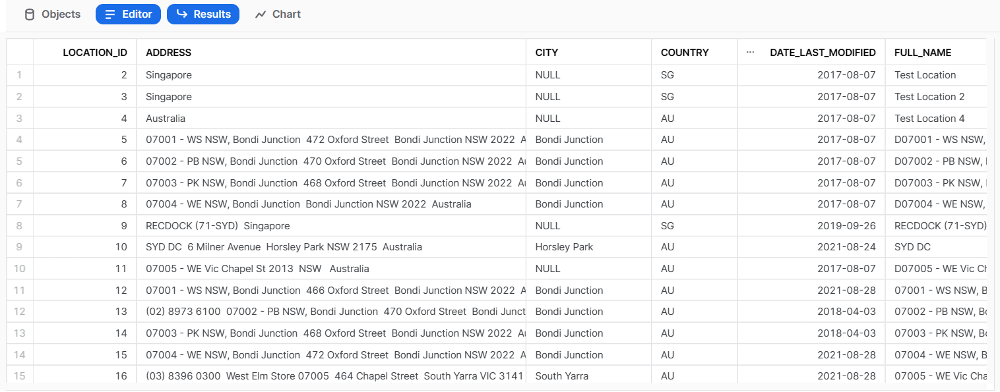 Objects Editor Results Chart
LOCATION_ID ADDRESS CITY COUNTRY ... DATE_LAST_MODIFIED FULL_NAME
1 2 Singapore NULL SG 2017-08-07 Test Location
2 3 Singapore NULL SG 2017-08-07 Test Location 2
3 4 Australia NULL AU 2017-08-07 Test Location 4
4 5 07001 - WS NSW, Bondi Junction 472 Oxford Street Bondi Junction NSW 2022 A Bondi Junction AU 2017-08-07 D07001 - WS NSW,
5 6 07002 - PB NSW, Bondi Junction 470 Oxford Street Bondi Junction NSW 2022 Au Bondi Junction AU 2017-08-07 D07002 - PB NSW,
6 7 07003 - PK NSW, Bondi Junction 468 Oxford Street Bondi Junction NSW 2022 Au Bondi Junction AU 2017-08-07 D07003 - PK NSW,
7 8 07004 - WE NSW, Bondi Junction Bondi Junction NSW 2022 Australia Bondi Junction AU 2017-08-07 D07004 - WE NSW,
8 9 RECDOCK (71-SYD) Singapore NULL SG 2019-09-26 RECDOCK (71-SYD)
9 10 SYD DC 6 Milner Avenue Horsley Park NSW 2175 Australia Horsley Park AU 2021-08-24 SYD DC
10 11 07005 - WE Vic Chapel St 2013 NSW Australia NULL AU 2017-08-07 D07005 - WE Vic Ch
11 12 07001 - WS NSW, Bondi Junction 466 Oxford Street Bondi Junction NSW 2022 A Bondi Junction AU 2021-08-28 07001 - WS NSW, B
12 13 (02) 8973 6100 07002 - PB NSW, Bondi Junction 470 Oxford Street Bondi Junct Bondi Junction AU 2018-04-03 07002 - PB NSW, Bo
13 14 07003 - PK NSW, Bondi Junction 468 Oxford Street Bondi Junction NSW 2022 Au Bondi Junction AU 2018-04-03 07003 - PK NSW, Bo
14 15 07004 - WE NSW, Bondi Junction 472 Oxford Street Bondi Junction NSW 2022 A Bondi Junction AU 2021-08-28 07004 - WE NSW, B
15 16 (03) 8396 0300 West Elm Store 07005 464 Chapel Street South Yarra VIC 3141 South Yarra AU 2021-08-28 07005 - WE Vic Cha